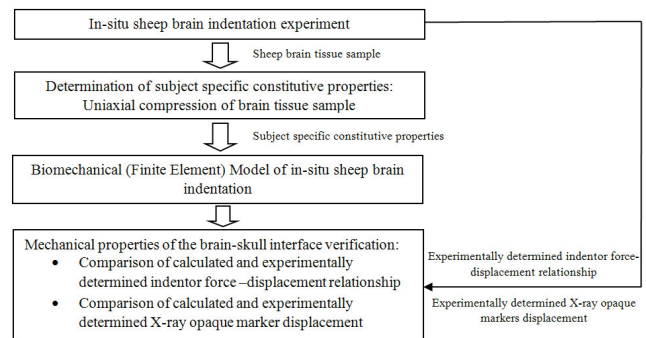 In-situ sheep brain indentation experiment
Sheep brain tissue sample
Determination of subject specific constitutive properties:
Uniaxial compression of brain tissue sample
Subject specific constitutive properties
Biomechanical (Finite Element) Model of in-situ sheep brain
indentation
Mechanical properties of the brain-skull interface verification:
• Comparison of calculated and experimentally
determined indentor force –displacement relationship
• Comparison of calculated and experimentally
determined X-ray opaque marker displacement
Experimentally determined indentor force-
displacement relationship
Experimentally determined X-ray opaque
markers displacement